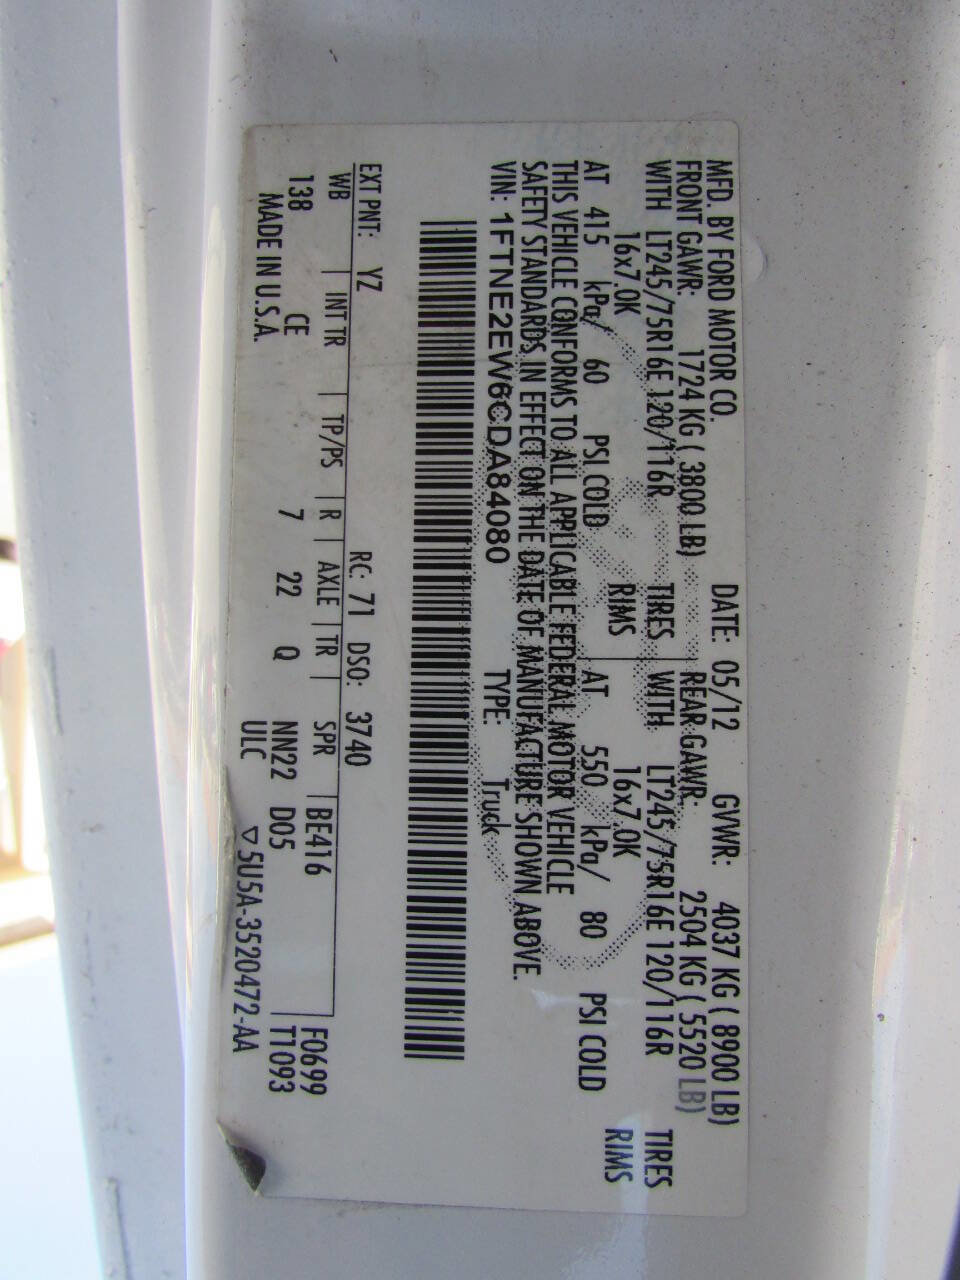 MFD. BY FORD MOTOR CO. DATE: 05/12 GVWR: 4037 KG ( 8900 LB)
FRONT GAWR: 1724 KG ( 3800 LB) REAR GAWR: 2504 KG ( 5520 LB)
WITH LT245/75R16E 120/116R TIRES WITH LT245/75R16E 120/116R TIRES
16x7.0K RIMS 16x7.0K RIMS
AT 415 kPa/ 60 PSI COLD AT 550 kPa/ 80 PSI COLD
THIS VEHICLE CONFORMS TO ALL APPLICABLE FEDERAL MOTOR VEHICLE
SAFETY STANDARDS IN EFFECT ON THE DATE OF MANUFACTURE SHOWN ABOVE.
VIN: 1FTNE2EW6CDA84080 TYPE: Truck
EXT PNT: YZ RC: 71 DSO: 3740
WB INT TR TP/PS R AXLE TR SPR BE416 F0699
138 CE 7 22 Q NN22 D05 T1093
MADE IN U.S.A. ULC ▽5U5A-3520472-AA